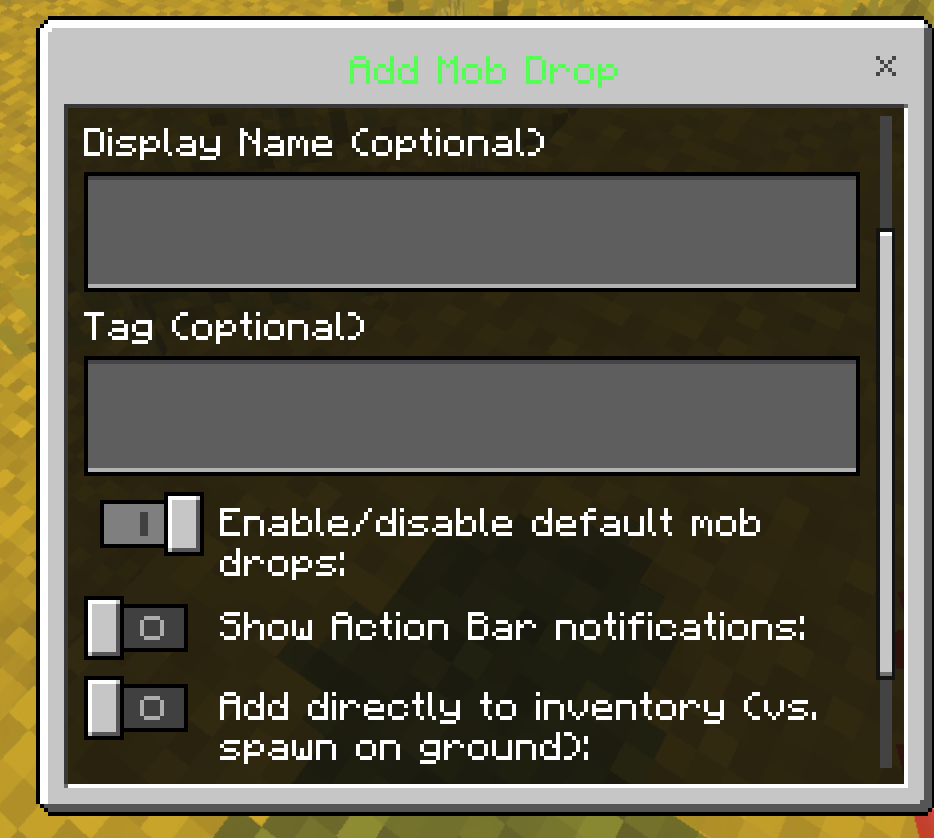 Add Mob Drop
Display Name (optional)
Tag (optional)
Enable/disable default mob
drops:
Show Action Bar notifications:
Add directly to inventory (vs.
spawn on ground):